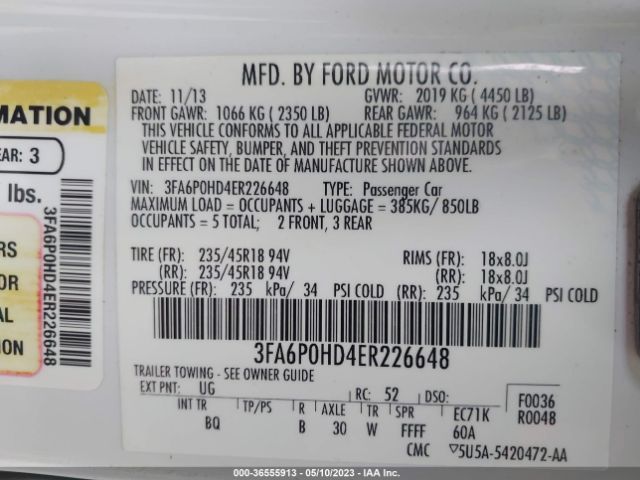 MATION
EAR: 3
lbs.
RS
OR
AL
TION
3FA6P0HD4ER226648
MFD. BY FORD MOTOR CO.
DATE: 11/13 GVWR: 2019 KG ( 4450 LB)
FRONT GAWR: 1066 KG ( 2350 LB) REAR GAWR: 964 KG ( 2125 LB)
THIS VEHICLE CONFORMS TO ALL APPLICABLE FEDERAL MOTOR
VEHICLE SAFETY, BUMPER, AND THEFT PREVENTION STANDARDS
IN EFFECT ON THE DATE OF MANUFACTURE SHOWN ABOVE.
VIN: 3FA6P0HD4ER226648 TYPE: Passenger Car
MAXIMUM LOAD = OCCUPANTS + LUGGAGE = 385KG/ 850LB
OCCUPANTS = 5 TOTAL; 2 FRONT, 3 REAR
TIRE (FR): 235/45R18 94V RIMS (FR): 18x8.0J
(RR): 235/45R18 94V (RR): 18x8.0J
PRESSURE (FR): 235 kPa/ 34 PSI COLD (RR): 235 kPa/ 34 PSI COLD
3FA6P0HD4ER226648
TRAILER TOWING - SEE OWNER GUIDE
EXT PNT: UG RC: 52 DSO: F0036
R0048
INT TR TP/PS R AXLE TR SPR EC71K
BQ B 30 W FFFF 60A
CMC ▽5U5A-5420472-AA
© - 36555913 - 05/10/2023 - IAA Inc.